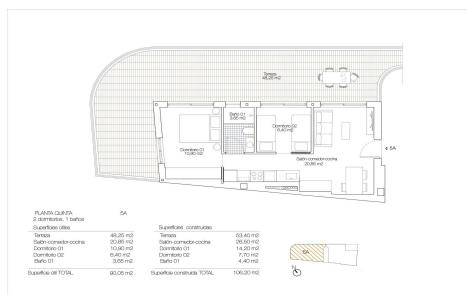 Terraza
48,25 m2
Baño 01
3,65 m2
Dormitorio 02
6,40 m2
Dormitorio 01
10,90 m2
Salón-comedor-cocina
20,85 m2
5A
PLANTA QUINTA 5A
2 dormitorios, 1 baños
Superficies útiles Superficies construidas
Terraza 48,25 m2 Terraza 53,40 m2
Salón-comedor-cocina 20,85 m2 Salón-comedor-cocina 26,50 m2
Dormitorio 01 10,90 m2 Dormitorio 01 14,20 m2
Dormitorio 02 6,40 m2 Dormitorio 02 7,70 m2
Baño 01 3,65 m2 Baño 01 4,40 m2
Superficie útil TOTAL 90,05 m2 Superficie construida TOTAL 106,20 m2
5A
N